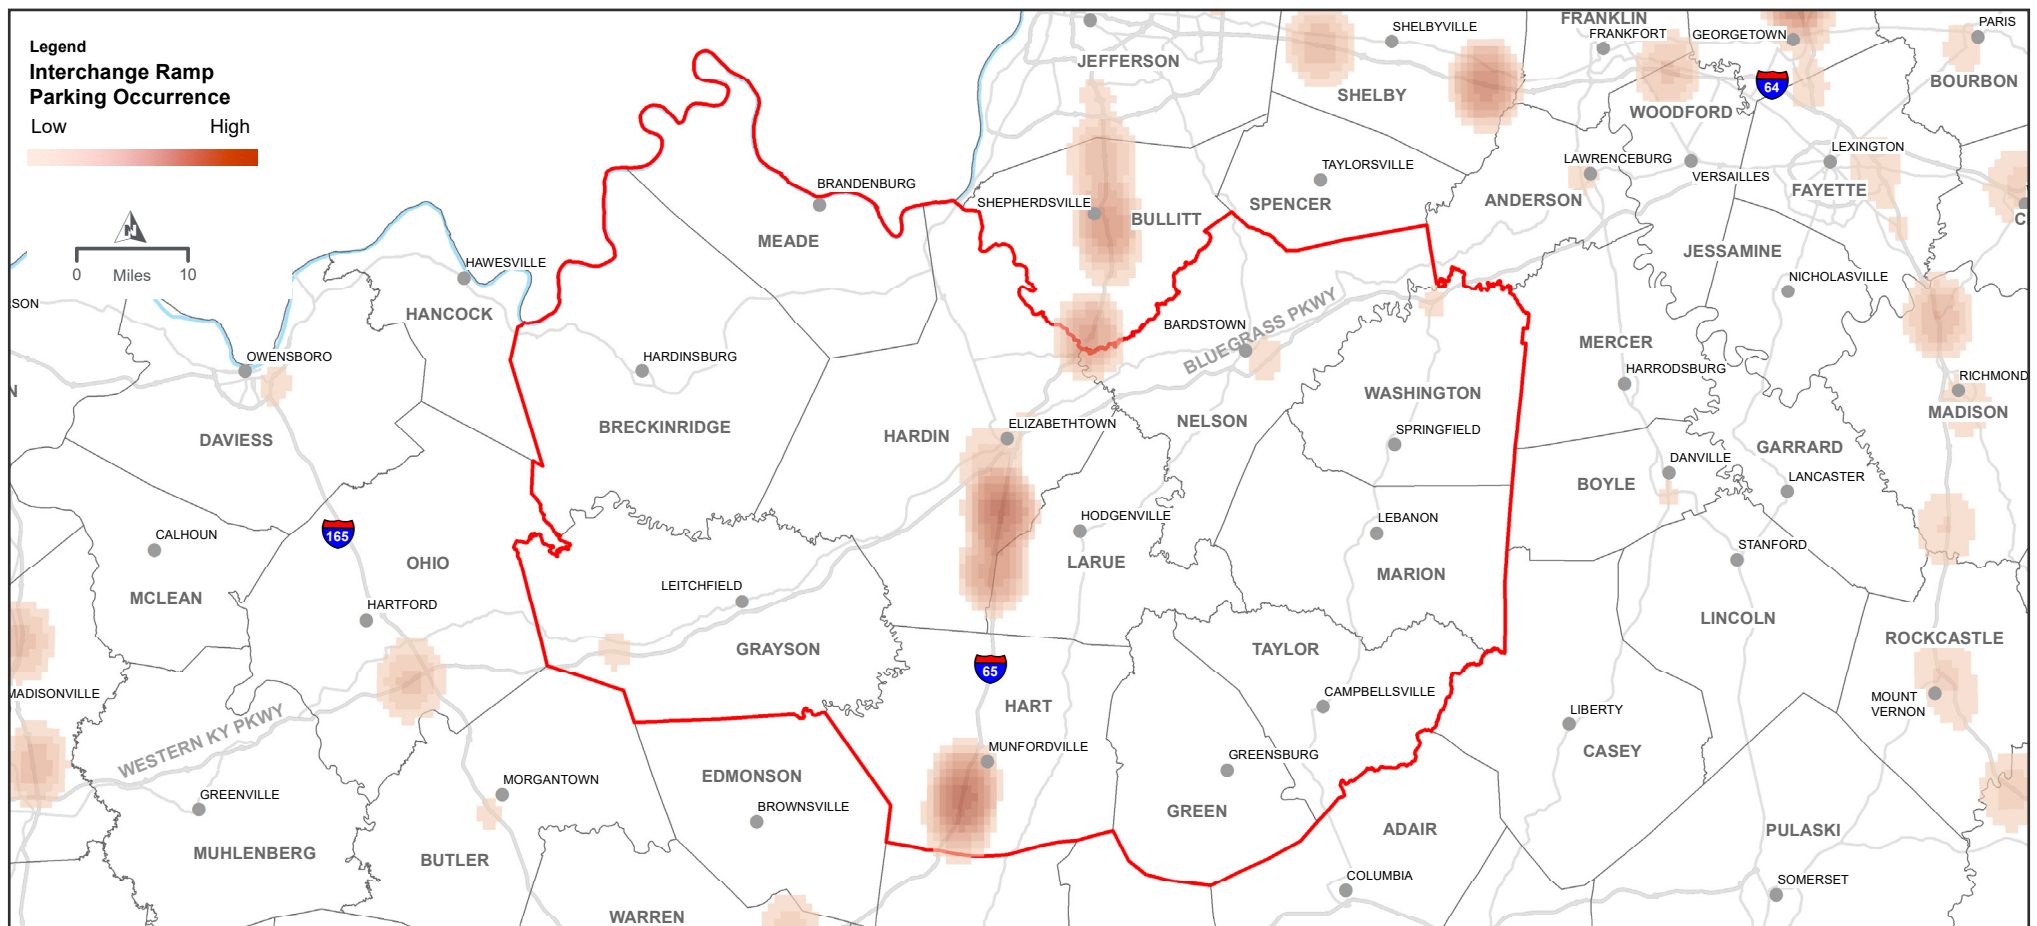 Legend
Interchange Ramp
Parking Occurrence
Low High
N
0 Miles 10
SHELBYVILLE
FRANKLIN
FRANKFORT
GEORGETOWN
PARIS
JEFFERSON
SHELBY
64
BOURBON
WOODFORD
LEXINGTON
LAWRENCEBURG
TAYLORSVILLE
VERSAILLES
FAYETTE
BRANDENBURG
SHEPHERDSVILLE
BULLITT
SPENCER
ANDERSON
C
MEADE
JESSAMINE
HAWESVILLE
NICHOLASVILLE
SON
HANCOCK
BARDSTOWN
BLUEGRASS PKWY
MERCER
OWENSBORO
HARDINSBURG
HARRODSBURG
RICHMOND
N
WASHINGTON
MADISON
BRECKINRIDGE
HARDIN
ELIZABETHTOWN
NELSON
SPRINGFIELD
DAVIESS
GARRARD
DANVILLE
BOYLE
LANCASTER
CALHOUN
165
HODGENVILLE
LEBANON
STANFORD
OHIO
LARUE
MARION
MCLEAN
LEITCHFIELD
HARTFORD
LINCOLN
GRAYSON
TAYLOR
ROCKCASTLE
65
MADISONVILLE
HART
CAMPBELLSVILLE
MOUNT
VERNON
WESTERN KY PKWY
LIBERTY
MUNFORDVILLE
CASEY
EDMONSON
GREENSBURG
MORGANTOWN
GREENVILLE
BROWNSVILLE
GREEN
ADAIR
PULASKI
MUHLENBERG
BUTLER
COLUMBIA
SOMERSET
WARREN